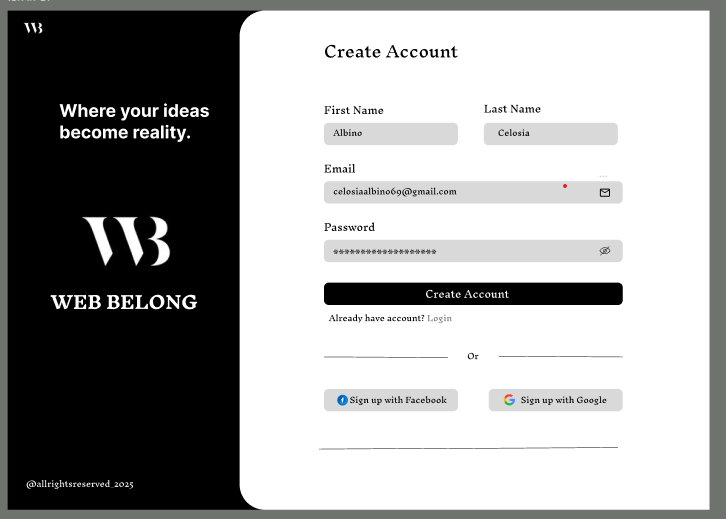 WB
Where your ideas
become reality.
WB
WEB BELONG
@allrightsreserved_2025
Create Account
First Name
Last Name
Albino
Celosia
Email
celosiaalbino69@gmail.com
Password
*******************
Create Account
Already have account? Login
Or
Sign up with Facebook
Sign up with Google